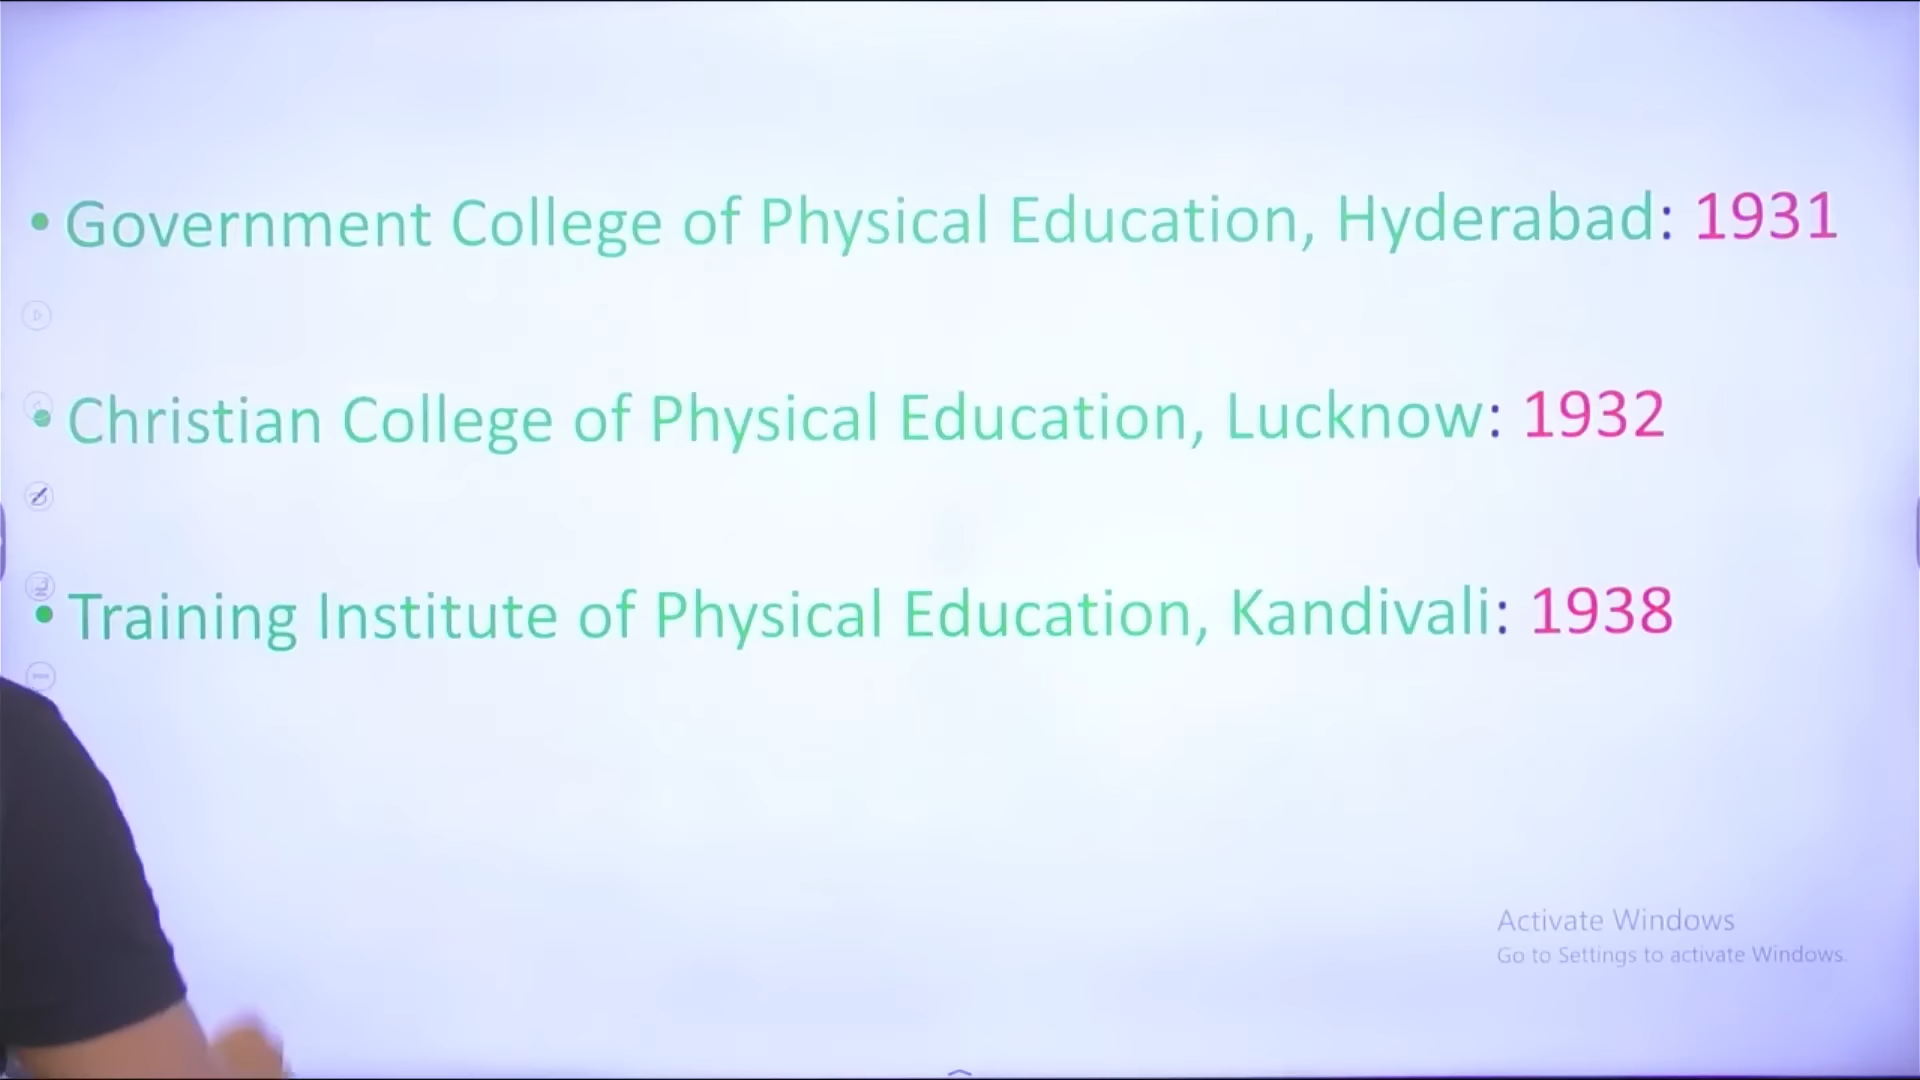 • Government College of Physical Education, Hyderabad: 1931
• Christian College of Physical Education, Lucknow: 1932
• Training Institute of Physical Education, Kandivali: 1938
Activate Windows
Go to Settings to activate Windows.